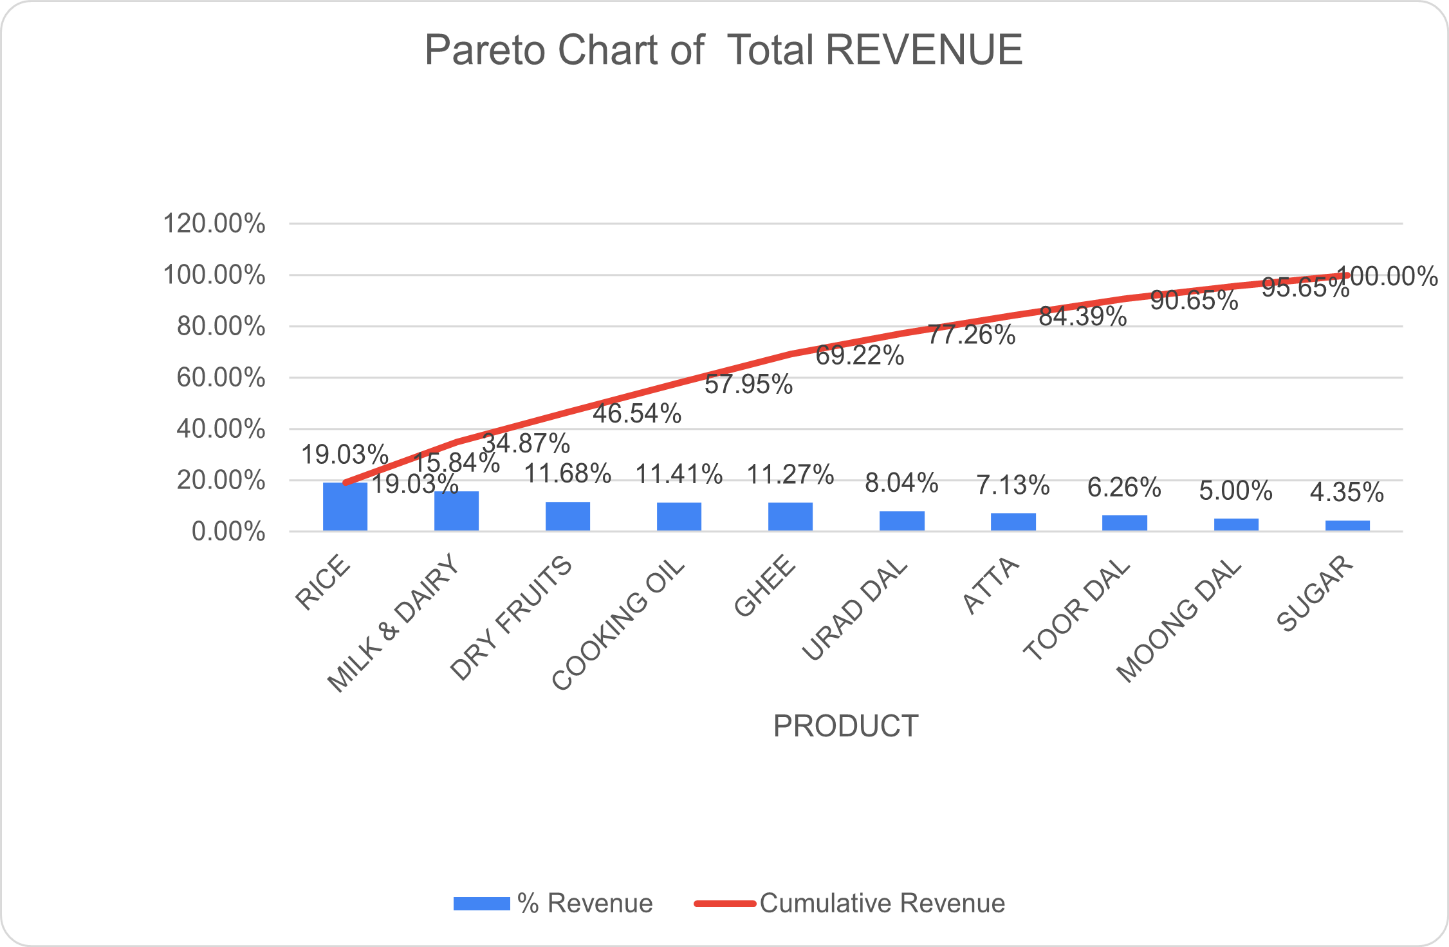 Pareto Chart of  Total REVENUE
120.00%
100.00%
80.00%
60.00%
40.00%
20.00%
0.00%
19.03%
15.84%
11.68%
11.41%
11.27%
8.04%
7.13%
6.26%
5.00%
4.35%
19.03%
34.87%
46.54%
57.95%
69.22%
77.26%
84.39%
90.65%
95.65%
100.00%
RICE
MILK & DAIRY
DRY FRUITS
COOKING OIL
GHEE
URAD DAL
ATTA
TOOR DAL
MOONG DAL
SUGAR
PRODUCT
% Revenue
Cumulative Revenue